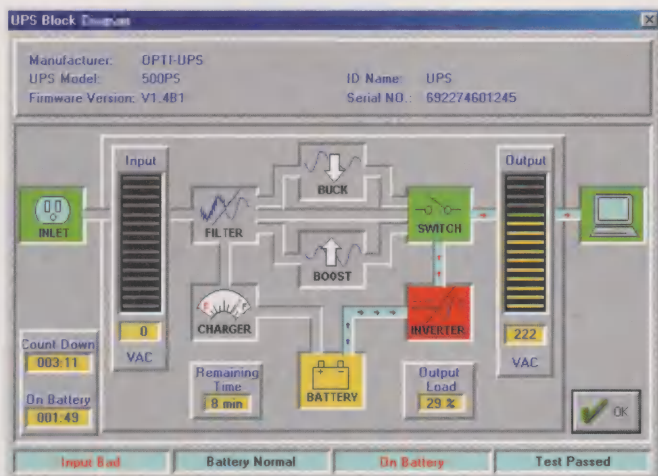 UPS Block Diagram
Manufacturer: OPTI-UPS
UPS Model: 500PS
Firmware Version: V1.4B1
ID Name: UPS
Serial NO.: 692274601245
Input
Output
INLET
FILTER
BUCK
BOOST
SWITCH
CHARGER
INVERTER
BATTERY
0
VAC
222
VAC
Count Down
003:11
On Battery
001:49
Remaining Time
8 min
Output Load
29 %
OK
Input Bad
Battery Normal
On Battery
Test Passed